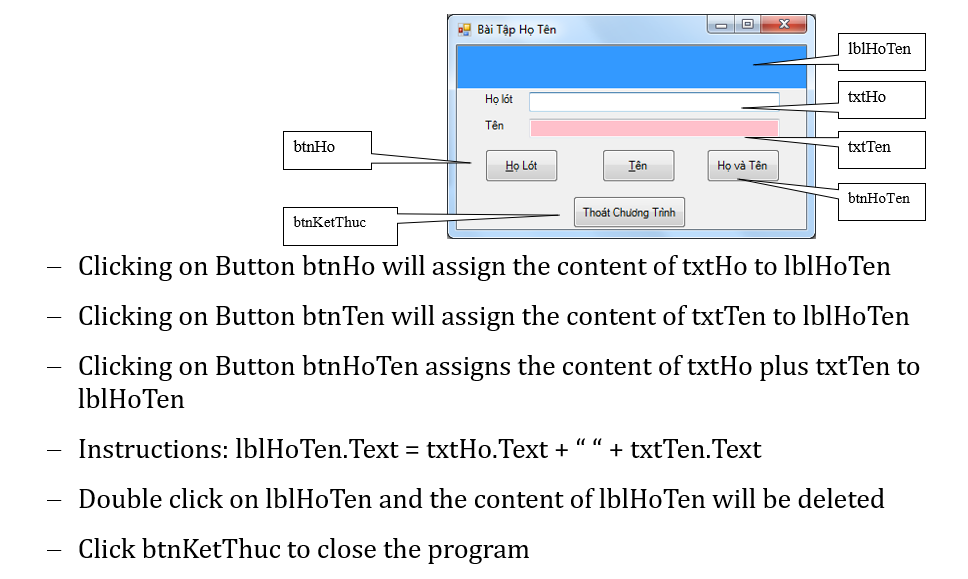 Bài Tập Họ Tên
lblHoTen
Họ lót
txtHo
Tên
txtTen
btnHo
Họ Lót
Tên
Họ và Tên
btnHoTen
btnKetThuc
Thoát Chương Trình
– Clicking on Button btnHo will assign the content of txtHo to lblHoTen
– Clicking on Button btnTen will assign the content of txtTen to lblHoTen
– Clicking on Button btnHoTen assigns the content of txtHo plus txtTen to
lblHoTen
– Instructions: lblHoTen.Text = txtHo.Text + “ “ + txtTen.Text
– Double click on lblHoTen and the content of lblHoTen will be deleted
– Click btnKetThuc to close the program